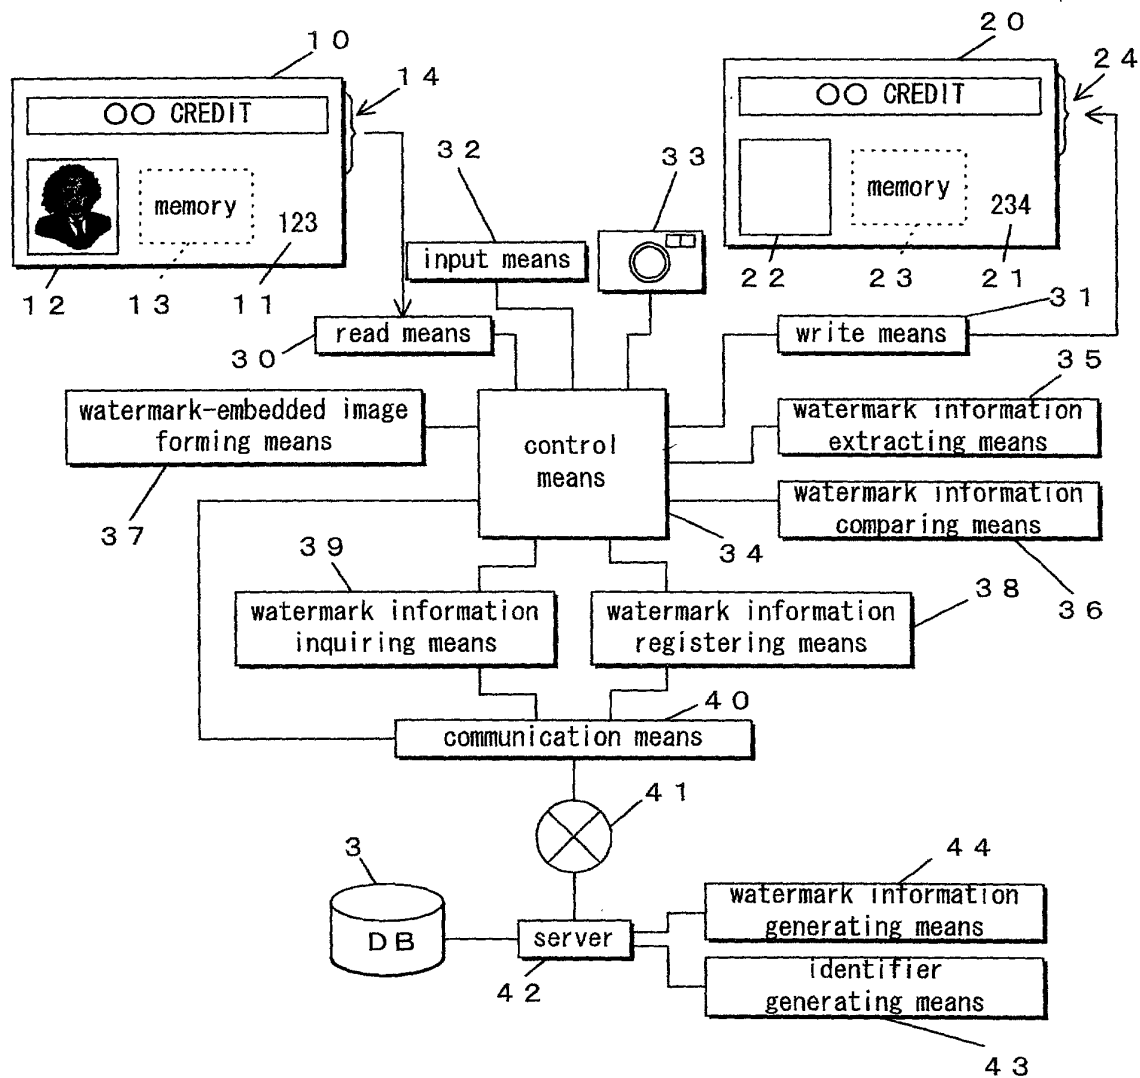 10
20
14
24
○○ CREDIT
○○ CREDIT
32
33
memory
memory
123
234
input means
12
13
11
22
23
21
31
30
read means
write means
35
watermark-embedded image
forming means
watermark information
extracting means
control
means
watermark information
comparing means
37
39
34
36
38
watermark information
inquiring means
watermark information
registering means
40
communication means
41
3
44
DB
server
watermark information
generating means
42
identifier
generating means
43